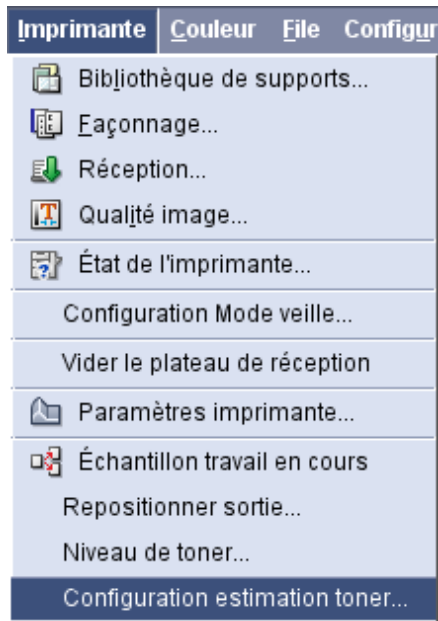 Imprimante Couleur File Configur
Bibliothèque de supports...
Façonnage...
Réception...
Qualité image...
État de l'imprimante...
Configuration Mode veille...
Vider le plateau de réception
Paramètres imprimante...
Échantillon travail en cours
Repositionner sortie...
Niveau de toner...
Configuration estimation toner...